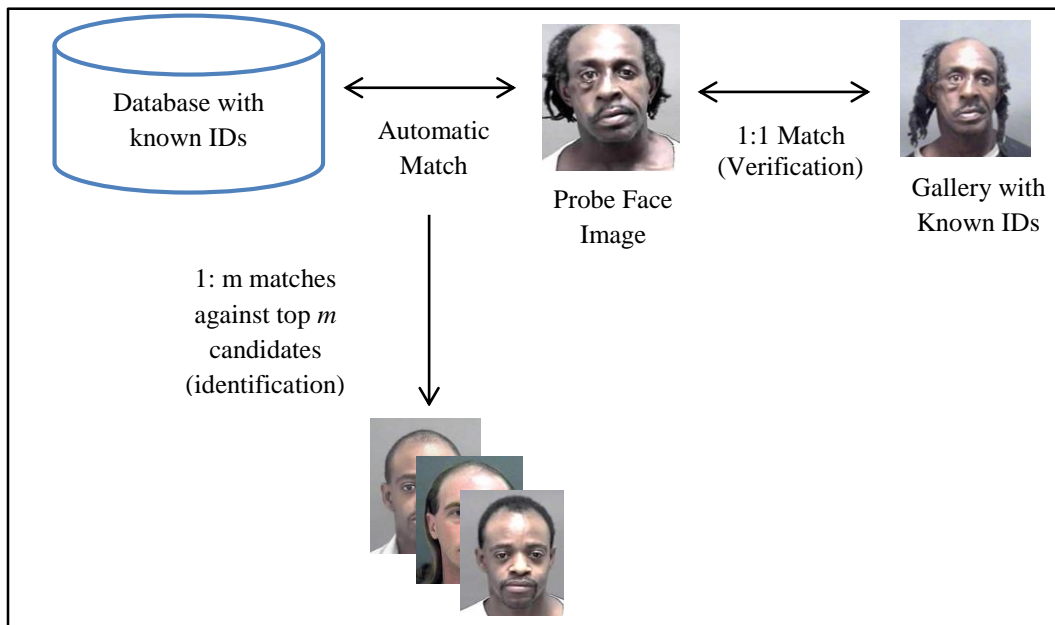 Database with
known IDs
Automatic
Match
Probe Face
Image
1:1 Match
(Verification)
Gallery with
Known IDs
1: m matches
against top m
candidates
(identification)